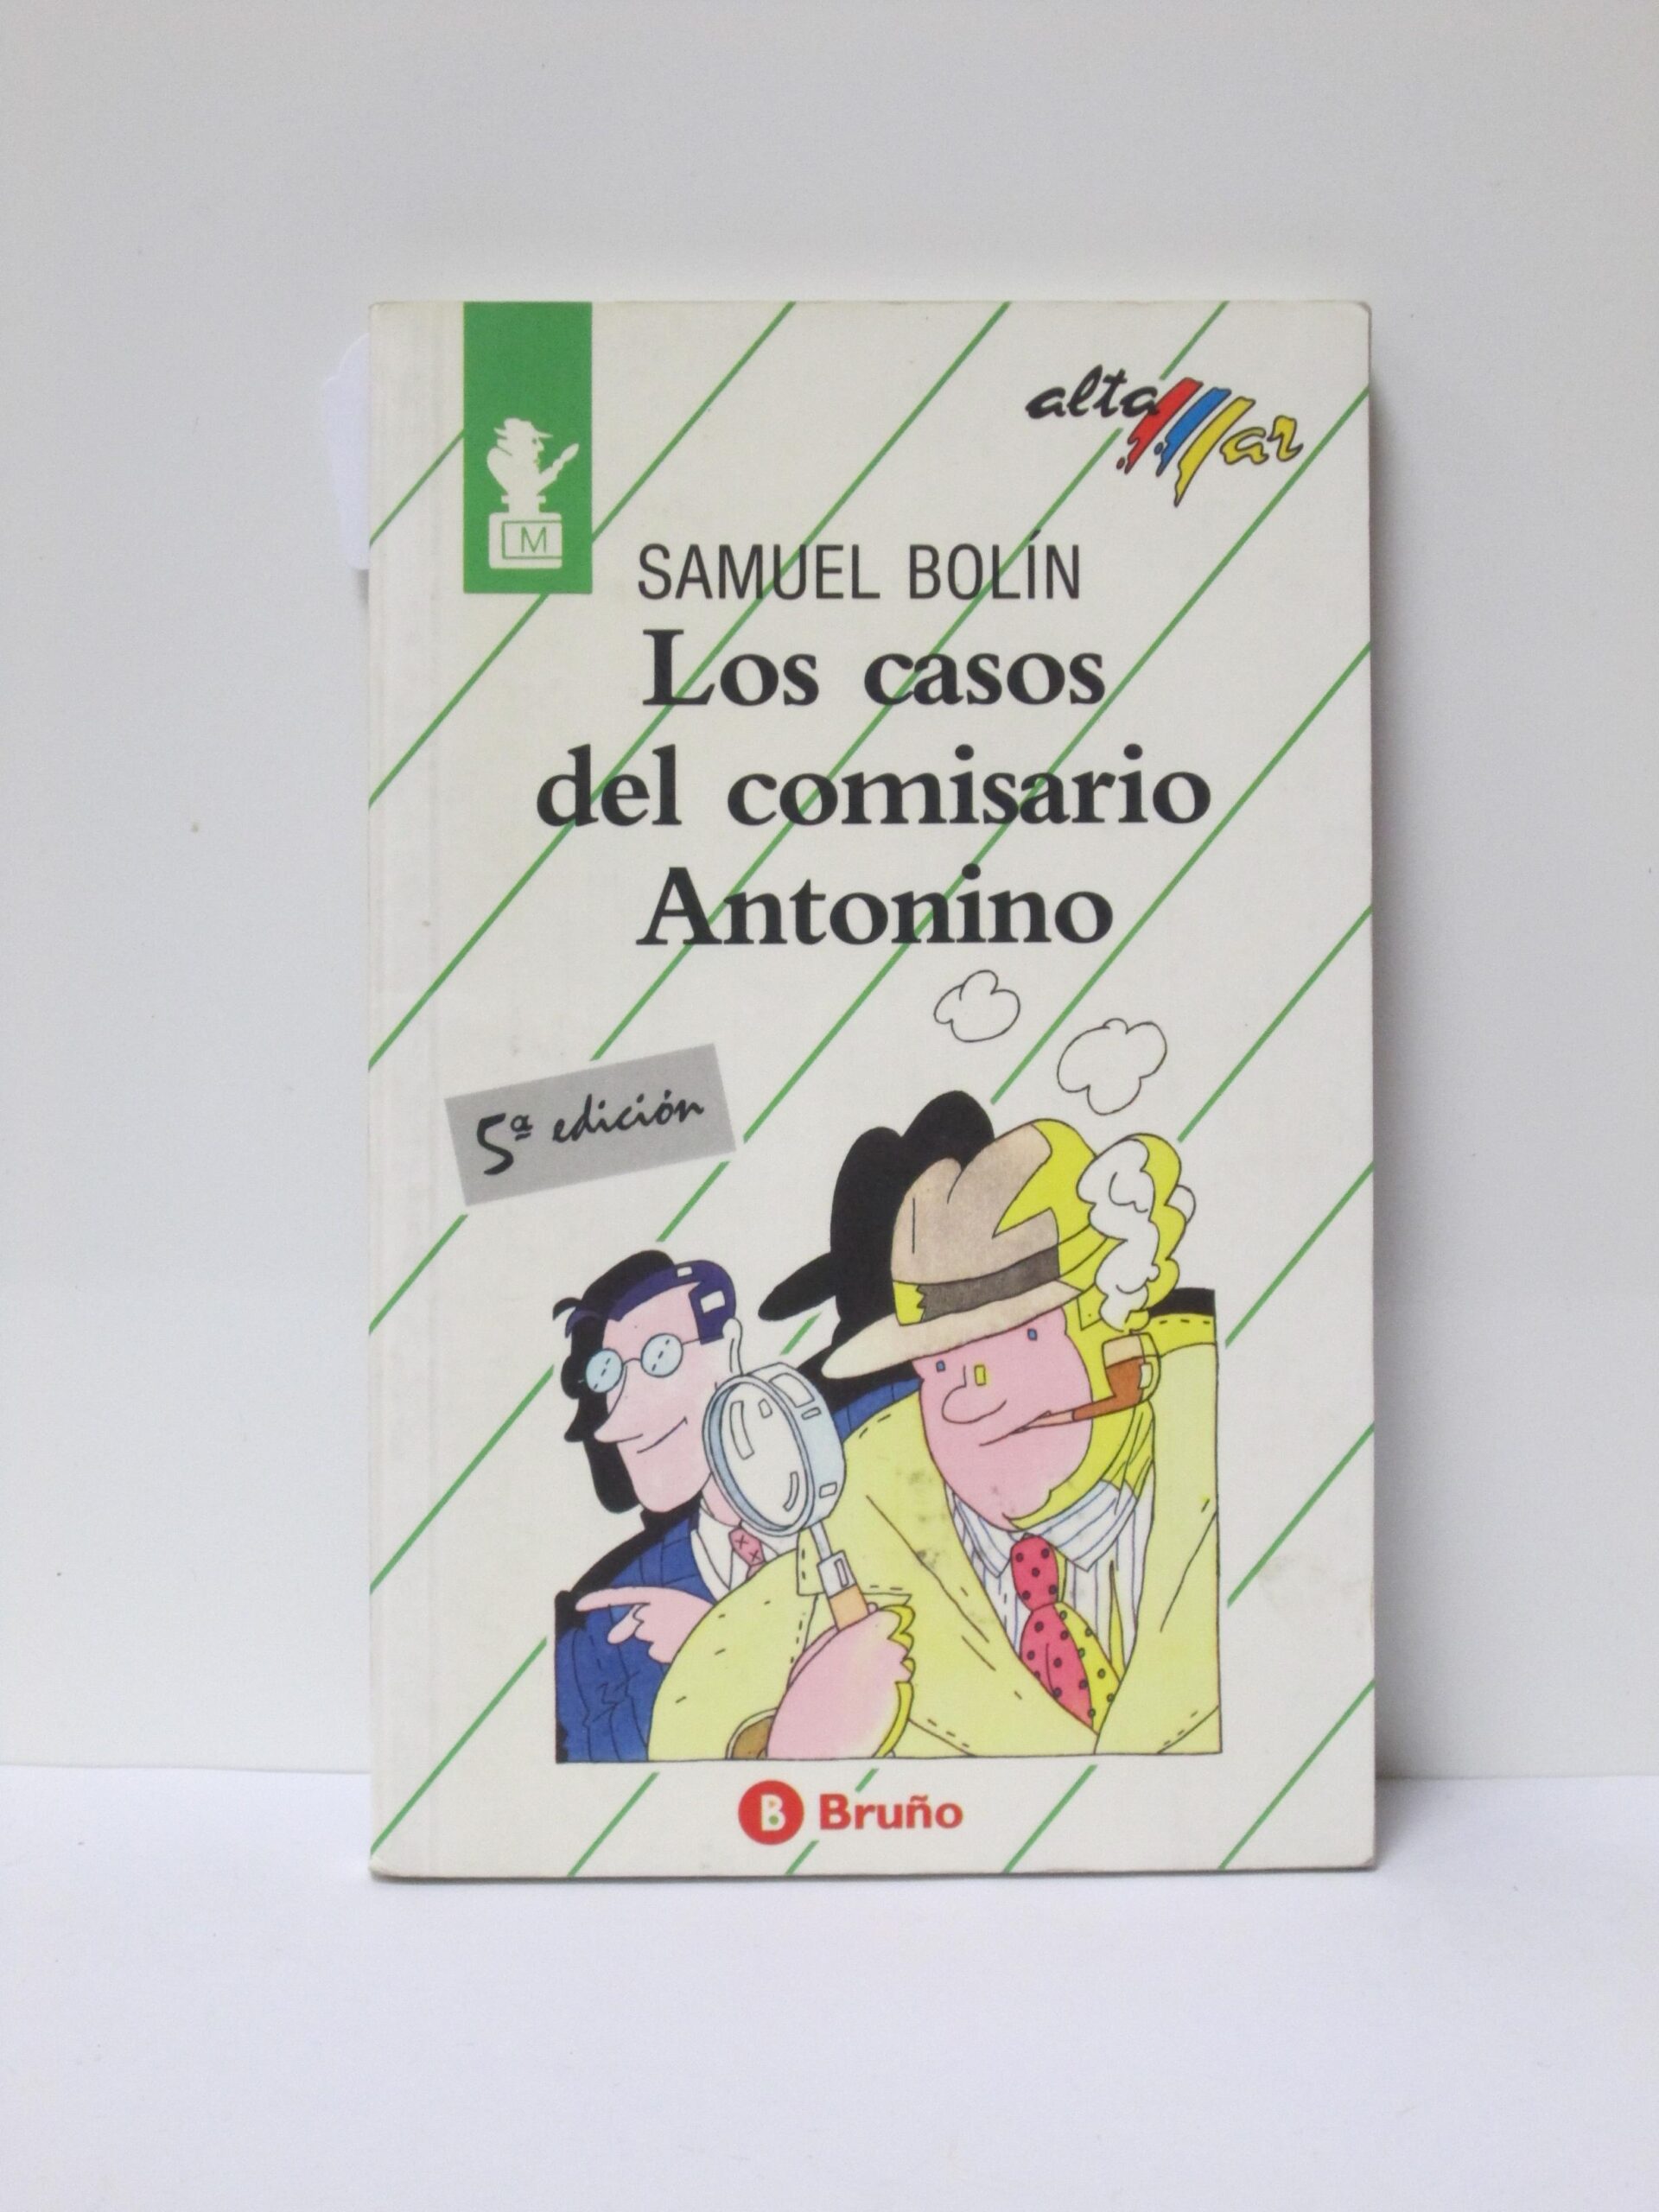 alta Mar
M
SAMUEL BOLÍN
Los casos
del comisario
Antonino
5ª edición
B Bruño